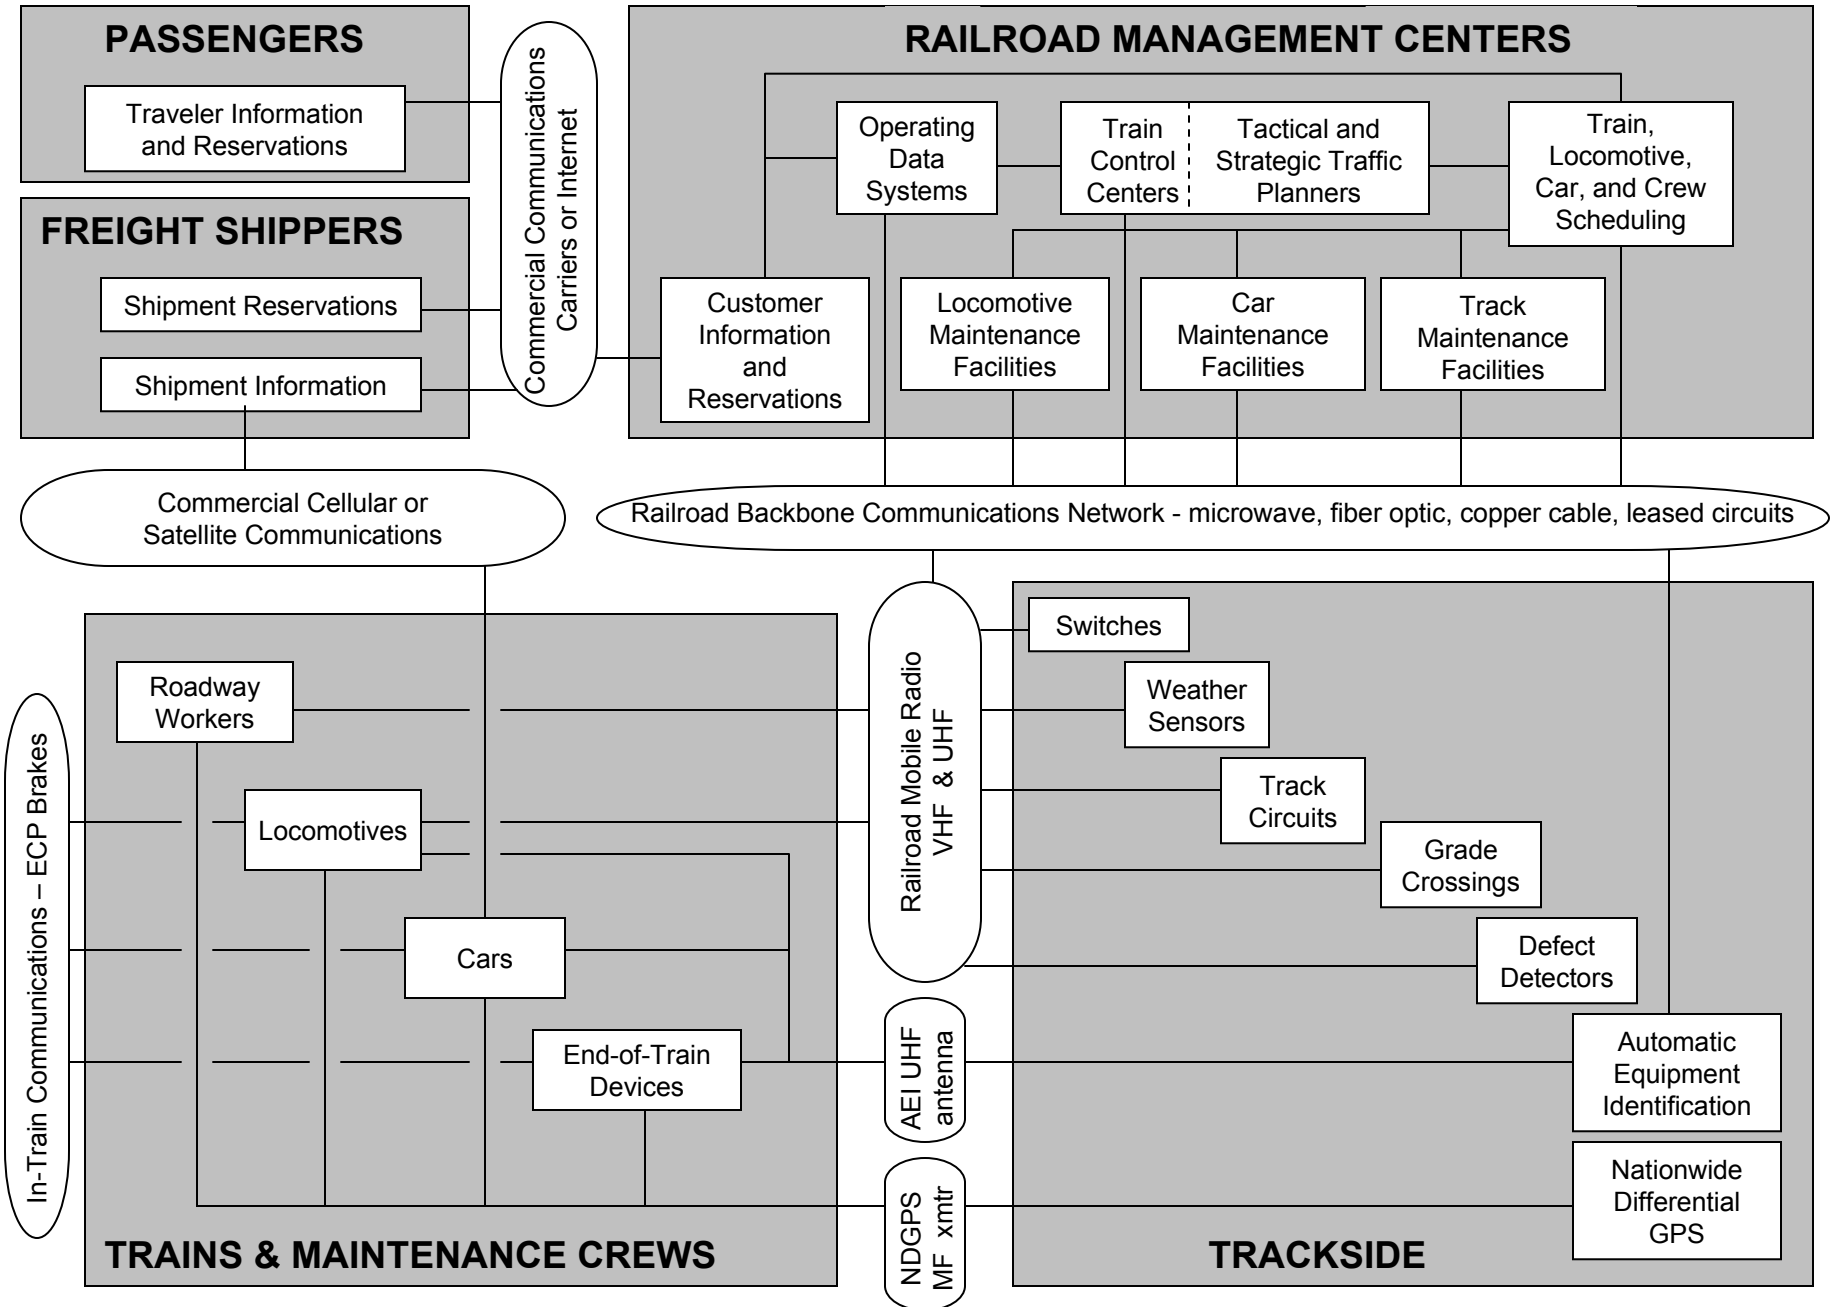 PASSENGERS
Traveler Information
and Reservations
FREIGHT SHIPPERS
Shipment Reservations
Shipment Information
Commercial Communications
Carriers or Internet
RAILROAD MANAGEMENT CENTERS
Operating
Data
Systems
Train
Control
Centers
Tactical and
Strategic Traffic
Planners
Train,
Locomotive,
Car, and Crew
Scheduling
Customer
Information
and
Reservations
Locomotive
Maintenance
Facilities
Car
Maintenance
Facilities
Track
Maintenance
Facilities
Commercial Cellular or
Satellite Communications
Railroad Backbone Communications Network - microwave, fiber optic, copper cable, leased circuits
In-Train Communications – ECP Brakes
Roadway
Workers
Locomotives
Cars
End-of-Train
Devices
TRAINS & MAINTENANCE CREWS
Railroad Mobile Radio
VHF & UHF
AEI UHF
antenna
NDGPS
MF xmtr
Switches
Weather
Sensors
Track
Circuits
Grade
Crossings
Defect
Detectors
Automatic
Equipment
Identification
Nationwide
Differential
GPS
TRACKSIDE